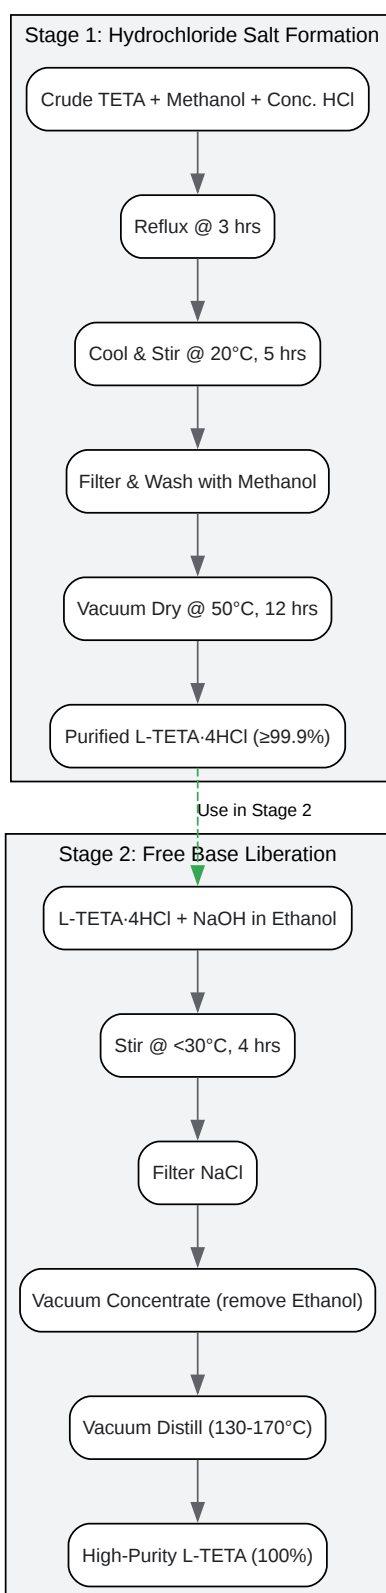 Stage 1: Hydrochloride Salt Formation
Crude TETA + Methanol + Conc. HCl
Reflux @ 3 hrs
Cool & Stir @ 20°C, 5 hrs
Filter & Wash with Methanol
Vacuum Dry @ 50°C, 12 hrs
Purified L-TETA·4HCl (≥99.9%)
Use in Stage 2
Stage 2: Free Base Liberation
L-TETA·4HCl + NaOH in Ethanol
Stir @ <30°C, 4 hrs
Filter NaCl
Vacuum Concentrate (remove Ethanol)
Vacuum Distill (130-170°C)
High-Purity L-TETA (100%)